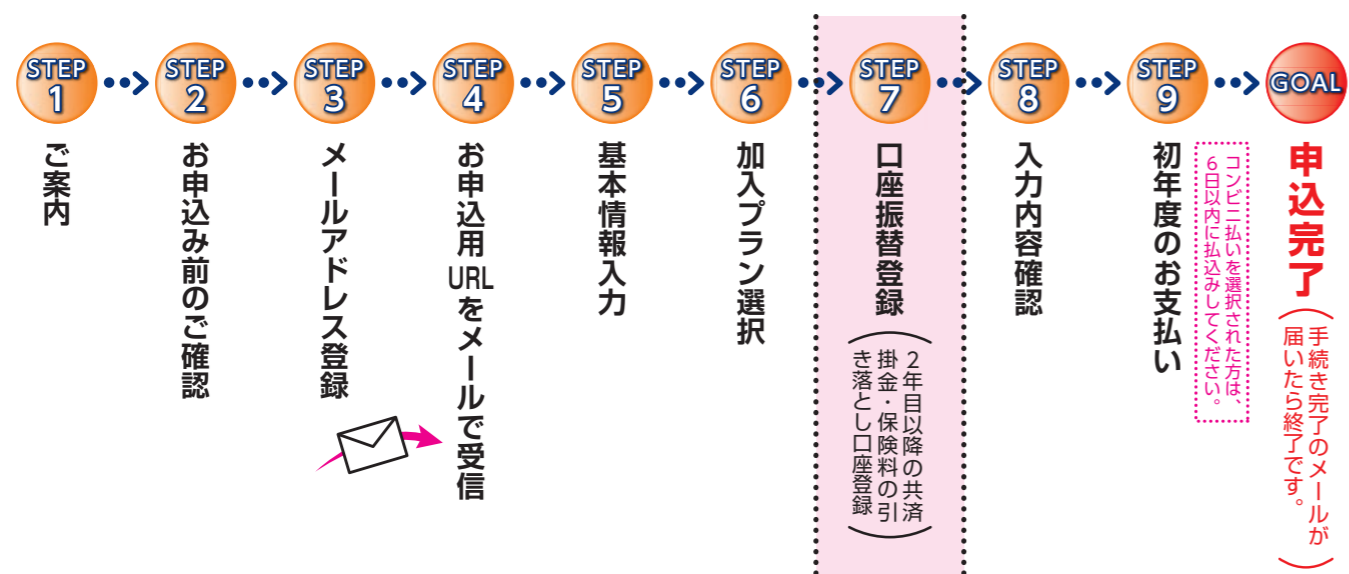 STEP
1
ご案内
STEP
2
お申込み前のご確認
STEP
3
メールアドレス登録
STEP
4
お申込用URLをメールで受信
STEP
5
基本情報入力
STEP
6
加入プラン選択
STEP
7
口座振替登録
(2年目以降の共済
掛金・保険料の引
き落とし口座登録)
STEP
8
入力内容確認
STEP
9
初年度のお支払い
コンビニ払いを選択された方は、
6日以内に払込みしてください。
GOAL
申込完了
(手続き完了のメールが
届いたら終了です。)